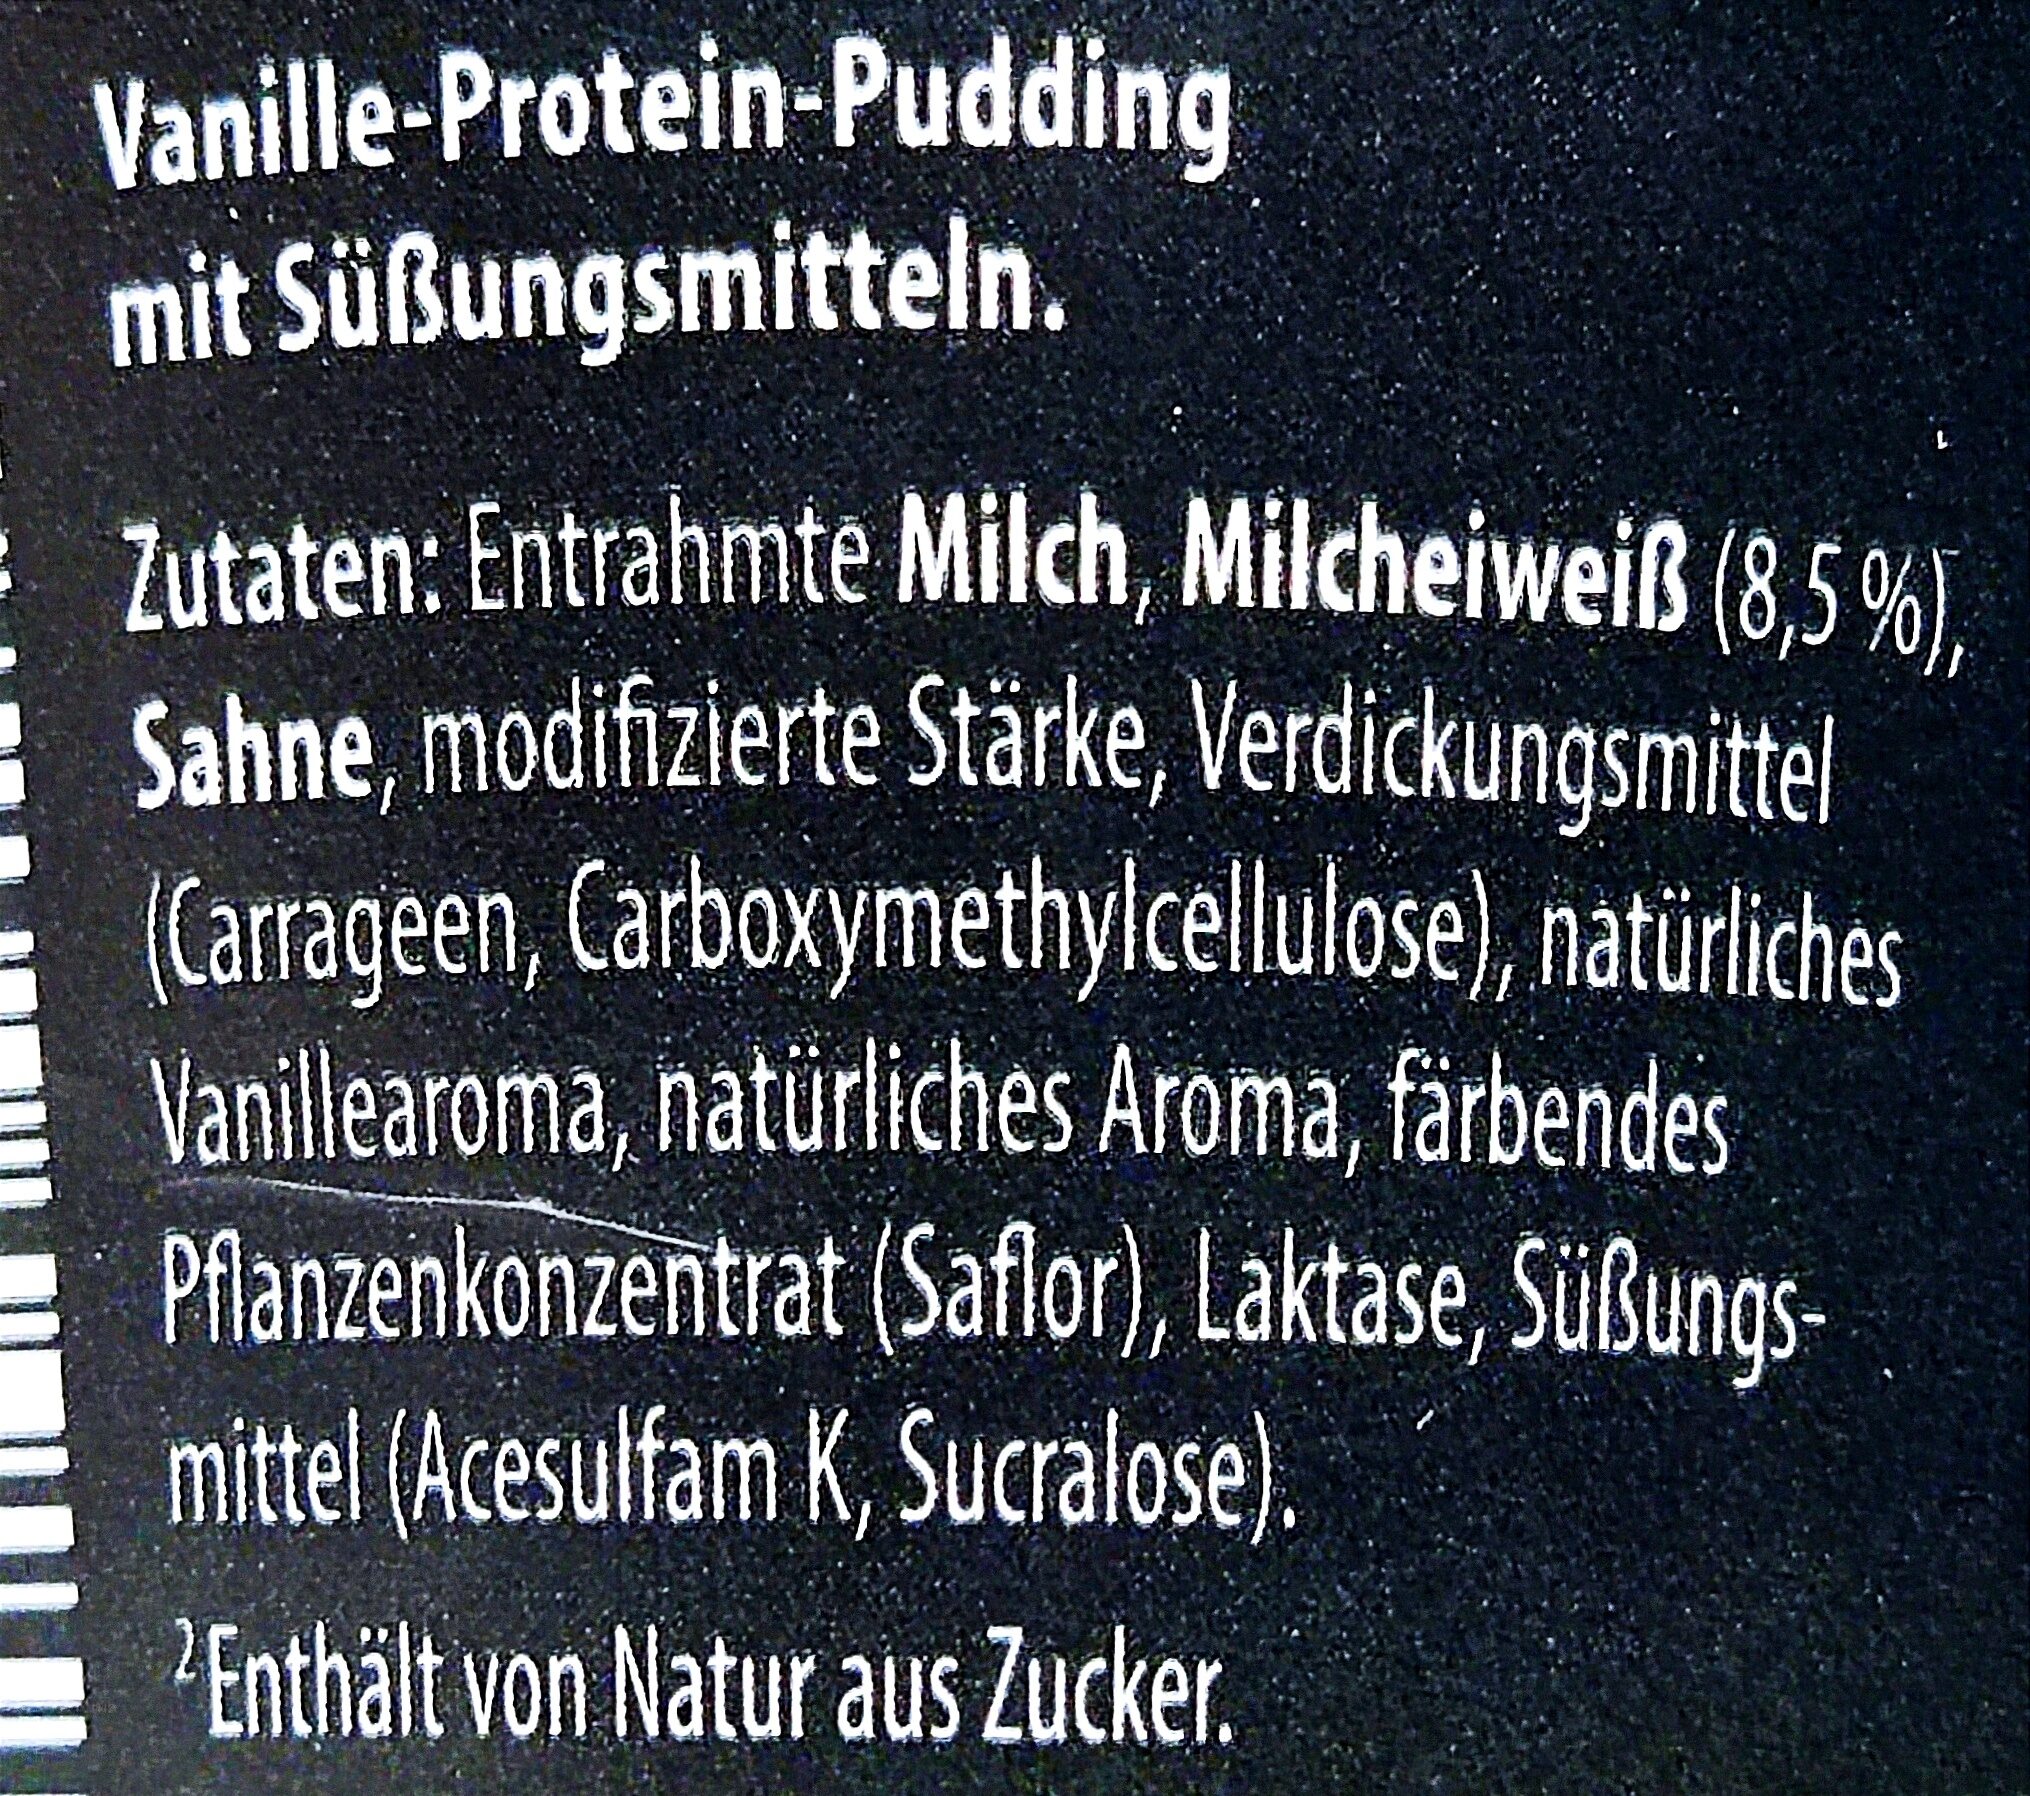 Vanille-Protein-Pudding
mit Süßungsmitteln.
Zutaten: Entrahmte Milch, Milcheiweiß (8,5 %),
Sahne, modifizierte Stärke, Verdickungsmittel
(Carrageen, Carboxymethylcellulose), natürliches
Vanillearoma, natürliches Aroma, färbendes
Pflanzenkonzentrat (Saflor), Laktase, Süßungs-
mittel (Acesulfam K, Sucralose).
²Enthält von Natur aus Zucker.